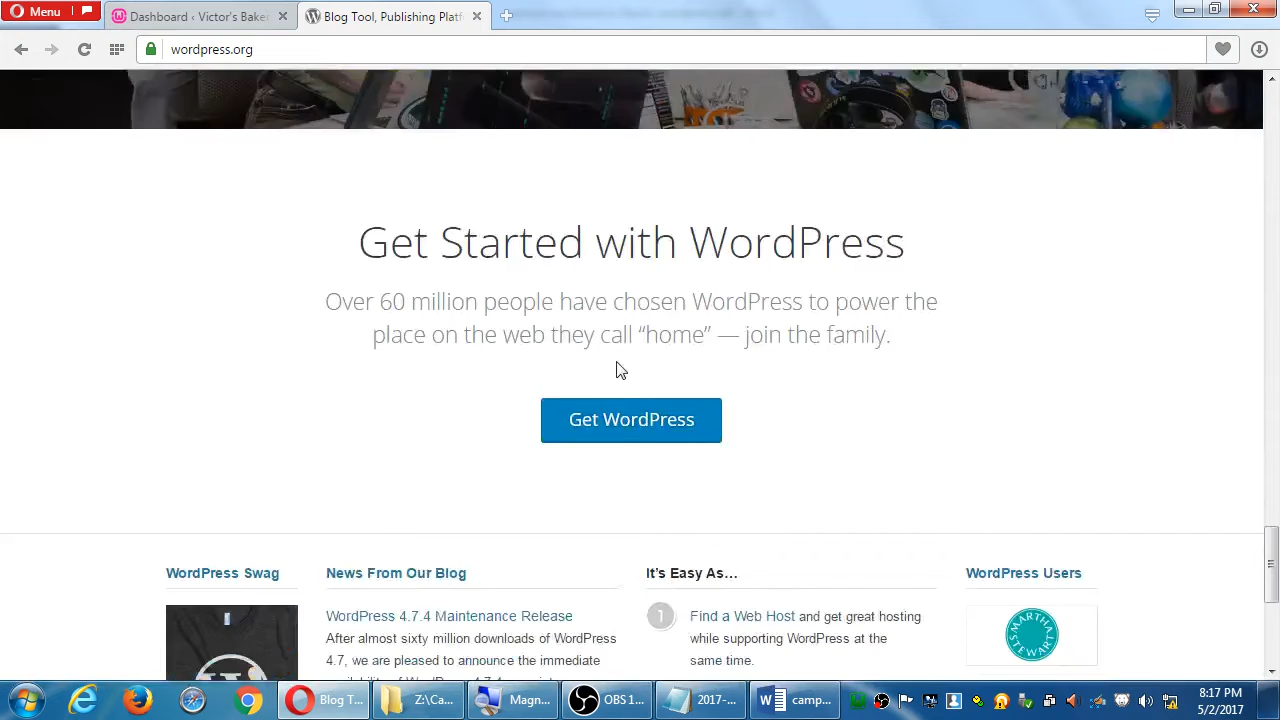 Menu
Dashboard ‹ Victor's Baker
Blog Tool, Publishing Platf
wordpress.org
Get Started with WordPress
Over 60 million people have chosen WordPress to power the
place on the web they call “home” — join the family.
Get WordPress
WordPress Swag
News From Our Blog
WordPress 4.7.4 Maintenance Release
After almost sixty million downloads of WordPress
4.7, we are pleased to announce the immediate
It’s Easy As…
1
Find a Web Host and get great hosting
while supporting WordPress at the
same time.
WordPress Users
MARTHA
STEWART
Blog T...
Z:\Ca...
Magn...
OBS 1...
2017-...
camp...
8:17 PM
5/2/2017